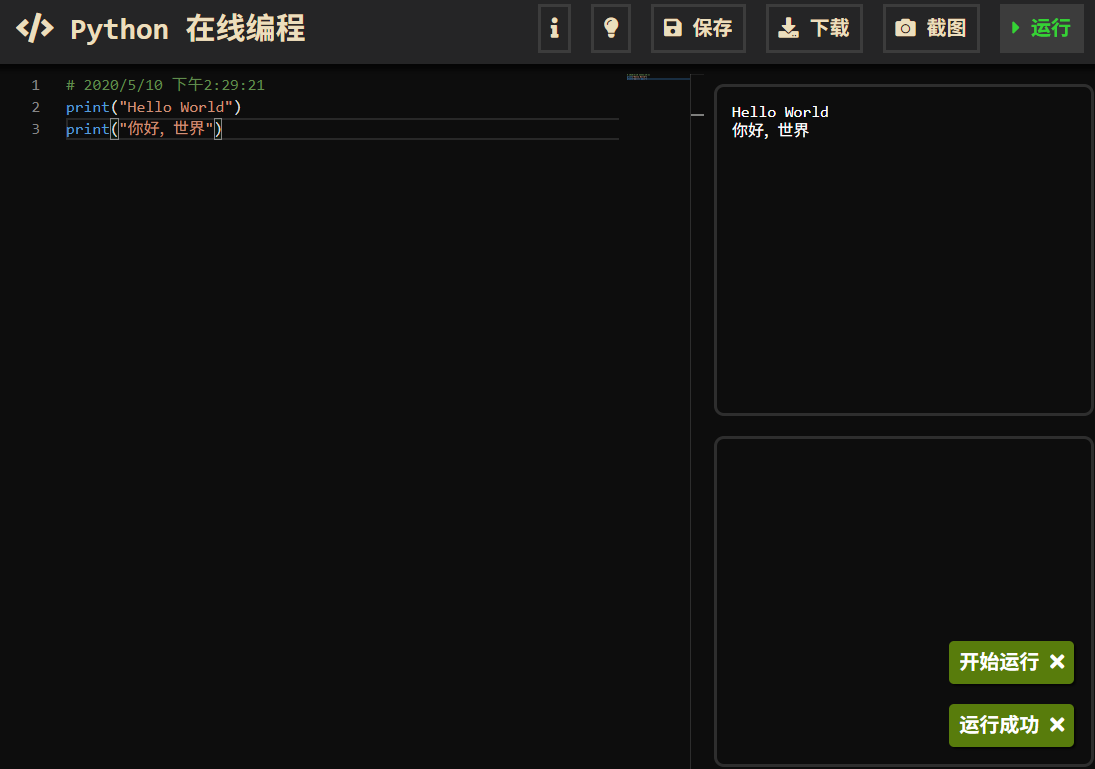 </> Python 在线编程
保存
下载
截图
运行
1 # 2020/5/10 下午2:29:21
2 print("Hello World")
3 print("你好，世界")
Hello World
你好，世界
开始运行 ×
运行成功 ×